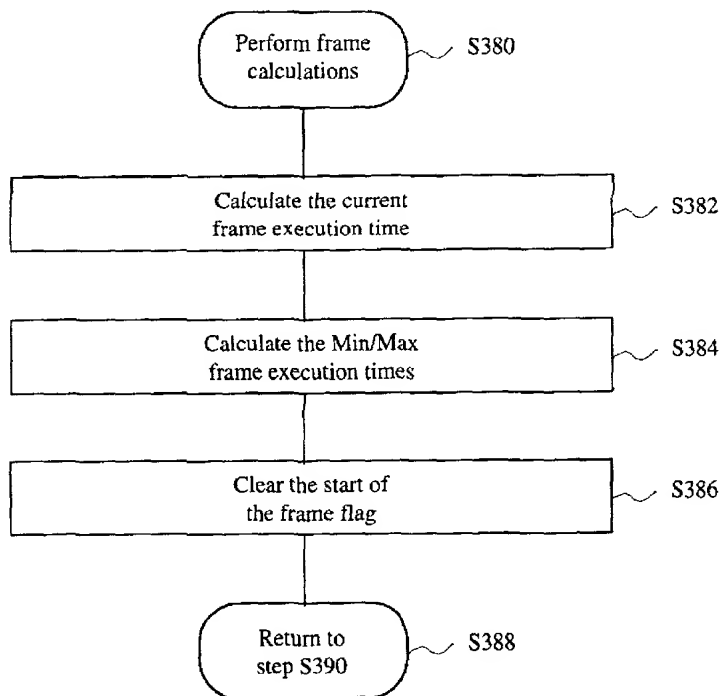 Perform frame
calculations
S380
Calculate the current
frame execution time
S382
Calculate the Min/Max
frame execution times
S384
Clear the start of
the frame flag
S386
Return to
step S390
S388